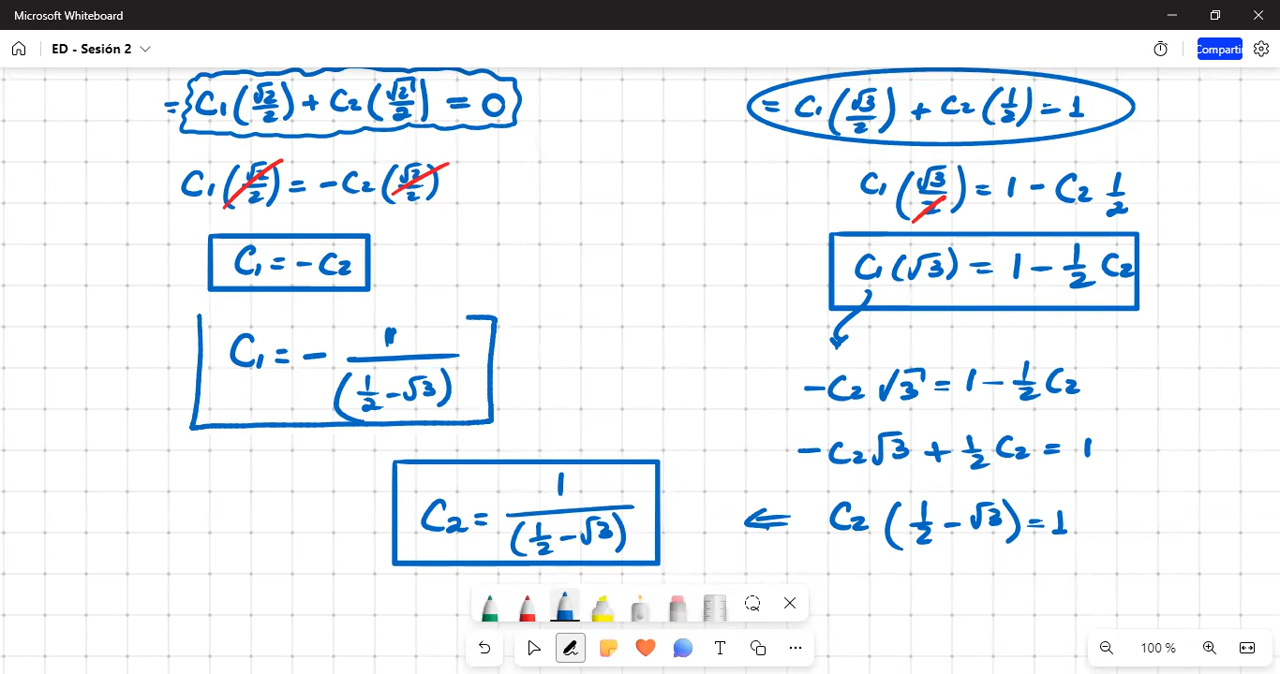 Microsoft Whiteboard
ED - Sesión 2
Comparti
= C₁(√2/2) + C₂(√2/2) = 0
C₁(√2/2) = -C₂(√2/2)
C₁ = -C₂
C₁ = - 1/(1/2 - √3)
C₂ = 1/(1/2 - √3)
= C₁(√3/2) + C₂(1/2) = 1
C₁(√3/2) = 1 - C₂ 1/2
C₁(√3) = 1 - 1/2 C₂
-C₂ √3 = 1 - 1/2 C₂
-C₂√3 + 1/2 C₂ = 1
⇐ C₂(1/2 - √3) = 1
T
100 %